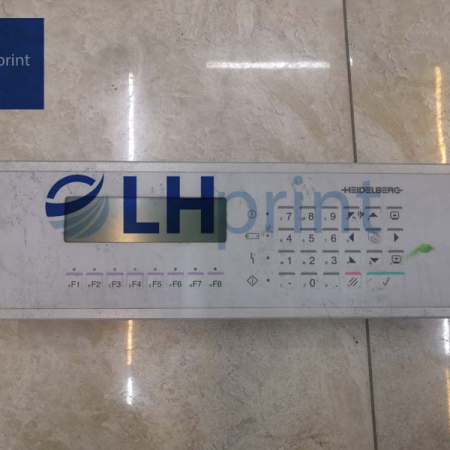 print
HEIDELBERG
LHprint
7 8 9
4 5 6
1 2 3
- 0 .
F1 F2 F3 F4 F5 F6 F7 F8